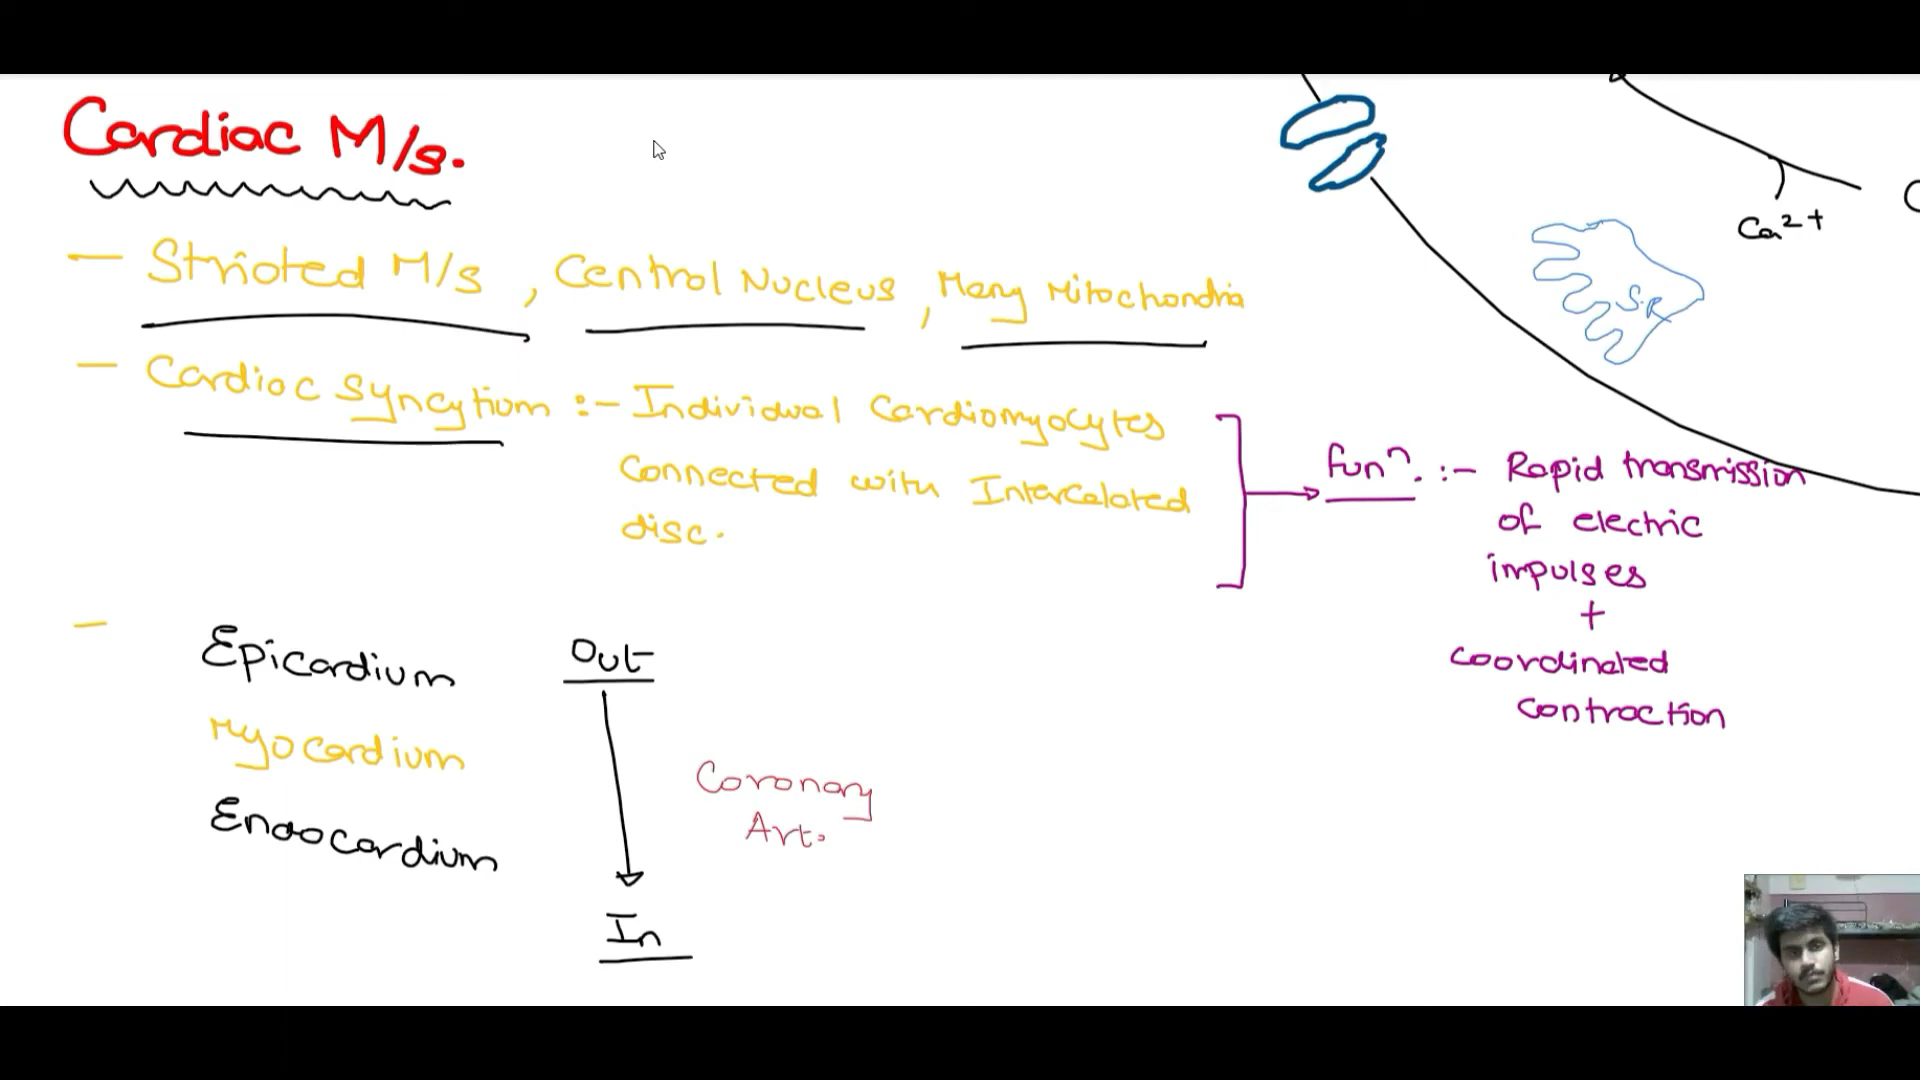 Cardiac M/s.
- Striated M/s , Central Nucleus , Many Mitochondria
- Cardiac Syncytium :- Individual Cardiomyocytes
Connected with Intercalated
disc.
funⁿ. :- Rapid transmission
of electric
impulses
+
coordinated
contraction
- Epicardium
Myocardium
Endocardium
Out
In
Coronary
Art.
Ca²⁺
S.R